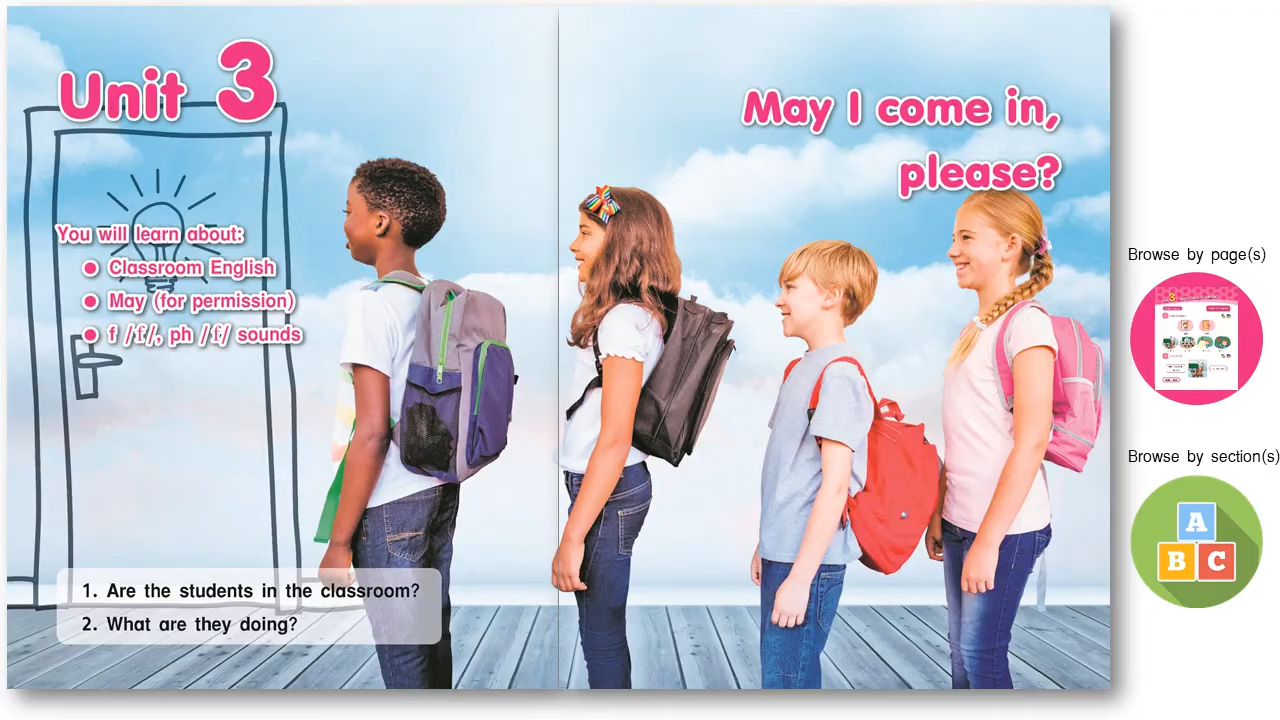 Unit 3
May I come in,
please?
You will learn about:
● Classroom English
● May (for permission)
● f /f/, ph /f/ sounds
1. Are the students in the classroom?
2. What are they doing?
Browse by page(s)
3
Browse by section(s)
A
B C